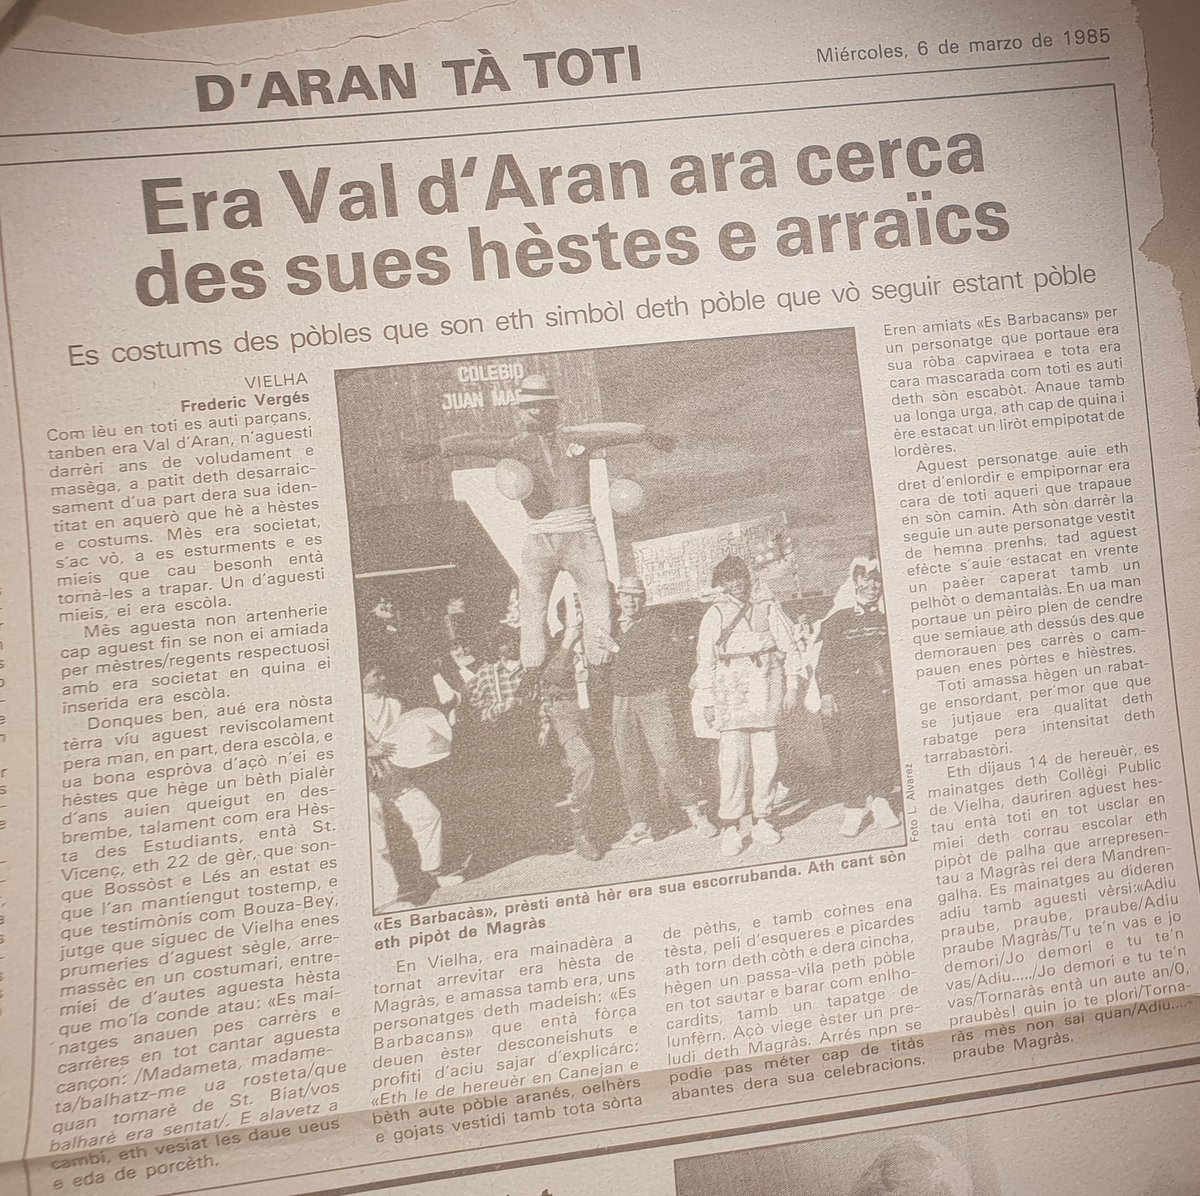 D'ARAN TÀ TOTI
Miércoles, 6 de marzo de 1985
Era Val d'Aran ara cerca
des sues hèstes e arraïcs
Es costums des pòbles que son eth simbòl deth pòble que vò seguir estant pòble
VIELHA
Frederic Vergés
Com lèu en toti es auti parçans,
tanben era Val d'Aran, n'aguesti
darrèri ans de voludament e
masèga, a patit deth desarraïc-
sament d'ua part dera sua iden-
titat en aquerò que hè a hèstes
e costums. Mès era societat,
s'ac vò, a es esturments e es
mieis que cau besonh entà
tornà-les a trapar. Un d'aguesti
mieis, ei era escòla.
Mès aguesta non artenherie
cap aguest fin se non ei amiada
per mèstres/regents respectuosi
amb era societat en quina ei
inserida era escòla.
Donques ben, aué era nòsta
tèrra víu aguest reviscolament
pera man, en part, dera escòla, e
ua bona espròva d'açò n'ei es
hèstes que hège un bèth pialèr
d'ans auien queigut en des-
brembe, talament com era Hès-
ta des Estudiants, entà St.
Vicenç, eth 22 de gèr, que son-
que Bossòst e Lés an estat es
que l'an mantiengut tostemp, e
que testimònis com Bouza-Bey,
jutge que siguec de Vielha enes
prumeries d'aguest sègle, arre-
massèc en un costumari, entre-
miei de d'autes aguesta hèsta
que mo'la conde atau: «Es mai-
natges anauen pes carrèrs e
carrères en tot cantar aguesta
cançon: /Madameta, madame-
ta/balhatz-me ua rosteta/que
quan tornarè de St. Biat/vos
balharè era sentat/. E alavetz a
cambi, eth vesiat les daue ueus
e eda de porcèth.
COLEGIO
JUAN MA
Foto L. Alvarez
«Es Barbacàs», prèsti entà hèr era sua escorrubanda. Ath cant sòn
eth pipòt de Magràs
En Vielha, era mainadèra a
tornat arrevitar era hèsta de
Magràs, e amassa tamb era, uns
personatges deth madeish: «Es
Barbacans» que entà fòrça
deuen èster desconeishuts e
profiti d'aciu sajar d'explicárc:
«Eth le de hereuèr en Canejan e
bèth aute pòble aranés, oelhèrs
e gojats vestidi tamb tota sòrta
de pèths, e tamb coïnes ena
tèsta, peli d'esqueres e picardes
ath torn deth còth e dera cincha,
hègen un passa-vila peth pòble
en tot sautar e barar com enlho-
cardits, tamb un tapatge de
lunfèrn. Açò viege èster un pre-
ludi deth Magràs. Arrés npn se
podie pas méter cap de titàs
abantes dera sua celebracions.
Eren amiats «Es Barbacans» per
un personatge que portaue era
sua ròba capviraea e tota era
cara mascarada com toti es auti
deth sòn escabòt. Anaue tamb
ua longa urga, ath cap de quina i
ère estacat un liròt empipotat de
lordères.
Aguest personatge auie eth
dret d'enlordir e empipornar era
cara de toti aqueri que trapaue
en sòn camin. Ath sòn darrèr la
seguie un aute personatge vestit
de hemna prenhs, tad aguest
efècte s'auie estacat en vrente
un paèer caperat tamb un
pelhòt o demantalàs. En ua man
portaue un pèiro plen de cendre
que semiaue ath dessús des que
demorauen pes carrès o cam-
pauen enes pòrtes e hièstres.
Toti amassa hègen un rabat-
ge ensordant, per'mor que que
se jutjaue era qualitat deth
rabatge pera intensitat deth
tarrabastòri.
Eth dijaus 14 de hereuèr, es
mainatges deth Collègi Public
de Vielha, dauriren aguest hes-
tau entà toti en tot usclar en
miei deth corrau escolar eth
pipòt de palha que arrepresen-
tau a Magràs rei dera Mandren-
galha. Es mainatges au dideren
adiu tamb aguesti vèrsi:«Adiu
praube, praube, praube/Adiu
praube Magràs/Tu te'n vas e jo
demori/Jo demori e tu te'n
vas/Adiu...../Jo demori e tu te'n
vas/Tornaràs entà un aute an/O,
praubès! quin jo te plori/Torna-
ràs mès non sai quan/Adiu....-
praube Magràs.